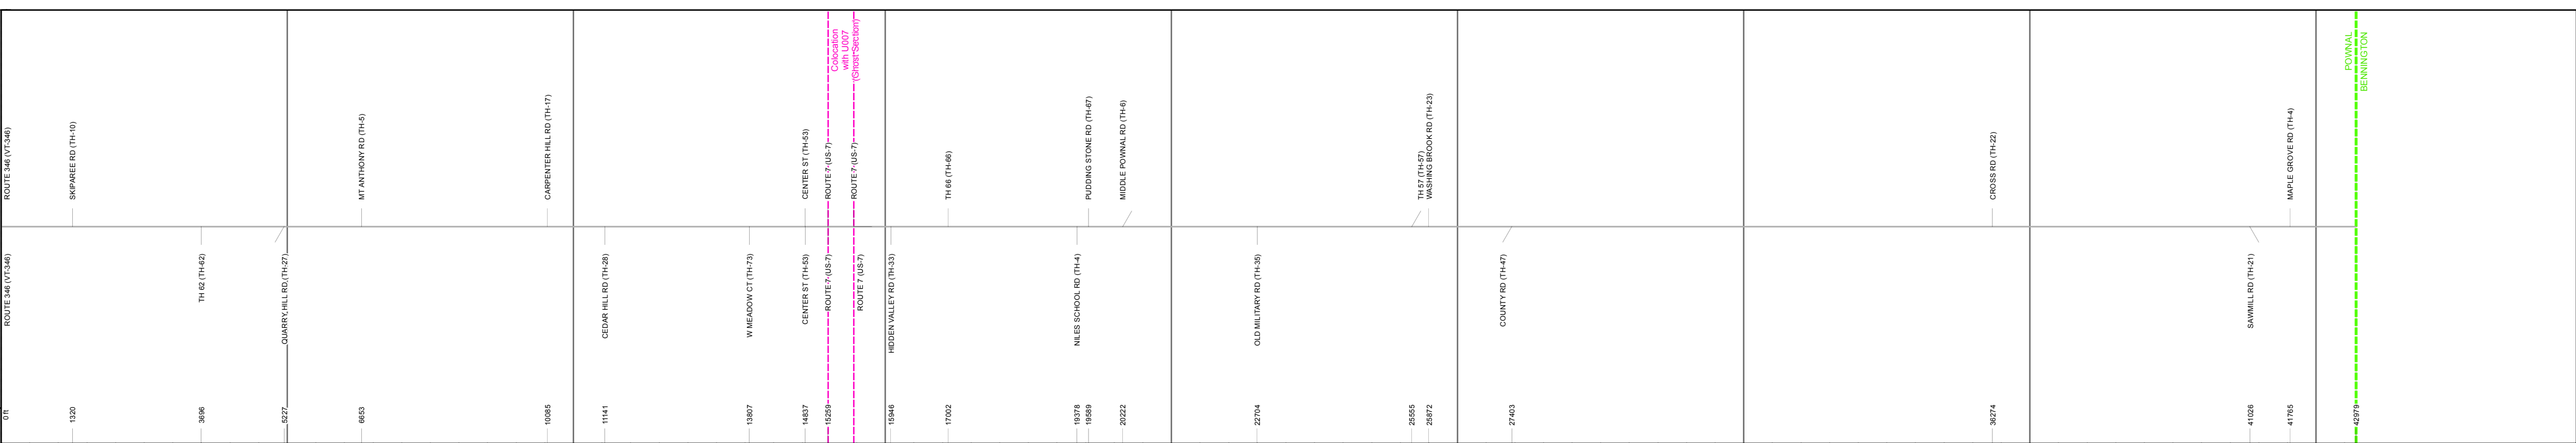 Colocation
with U007
(Ghost Section)
POWNAL
BENNINGTON
ROUTE 346 (VT-346)
SKIPAREE RD (TH-10)
MT ANTHONY RD (TH-5)
CARPENTER HILL RD (TH-17)
CENTER ST (TH-53)
ROUTE 7 (US-7)
ROUTE 7 (US-7)
TH 66 (TH-66)
PUDDING STONE RD (TH-67)
MIDDLE POWNAL RD (TH-6)
TH 57 (TH-57)
WASHING BROOK RD (TH-23)
CROSS RD (TH-22)
MAPLE GROVE RD (TH-4)
ROUTE 346 (VT-346)
TH 62 (TH-62)
QUARRY HILL RD (TH-27)
CEDAR HILL RD (TH-28)
W MEADOW CT (TH-73)
CENTER ST (TH-53)
ROUTE 7 (US-7)
ROUTE 7 (US-7)
HIDDEN VALLEY RD (TH-33)
NILES SCHOOL RD (TH-4)
OLD MILITARY RD (TH-35)
COUNTY RD (TH-47)
SAWMILL RD (TH-21)
0 ft
1320
3696
5227
6653
10085
11141
13807
14837
15259
15946
17002
19378
19589
20222
22704
25555
25872
27403
36274
41026
41765
42979